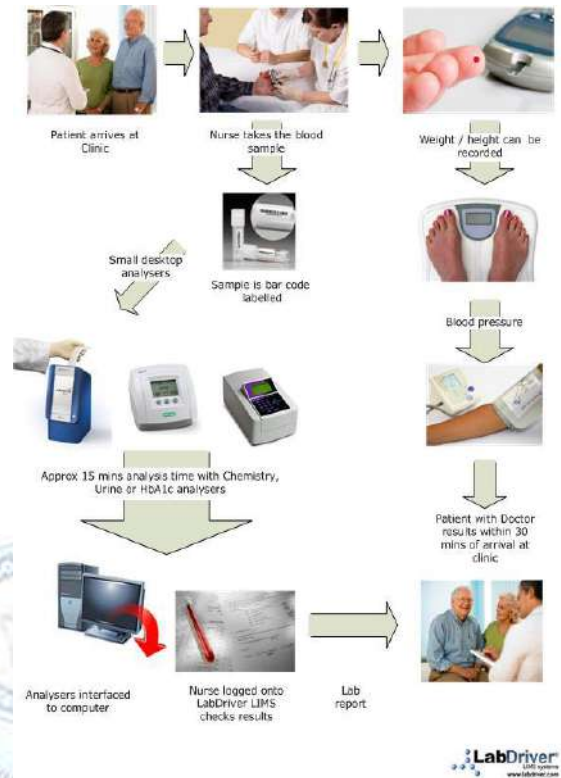 Patient arrives at
Clinic
Nurse takes the blood
sample
Weight / height can be
recorded
Small desktop
analysers
Sample is bar code
labelled
Blood pressure
Approx 15 mins analysis time with Chemistry,
Urine or HbA1c analysers
Patient with Doctor
results within 30
mins of arrival at
clinic
Analysers interfaced
to computer
Nurse logged onto
LabDriver LIMS
checks results
Lab
report
LabDriver
LIMS systems
www.labdriver.com